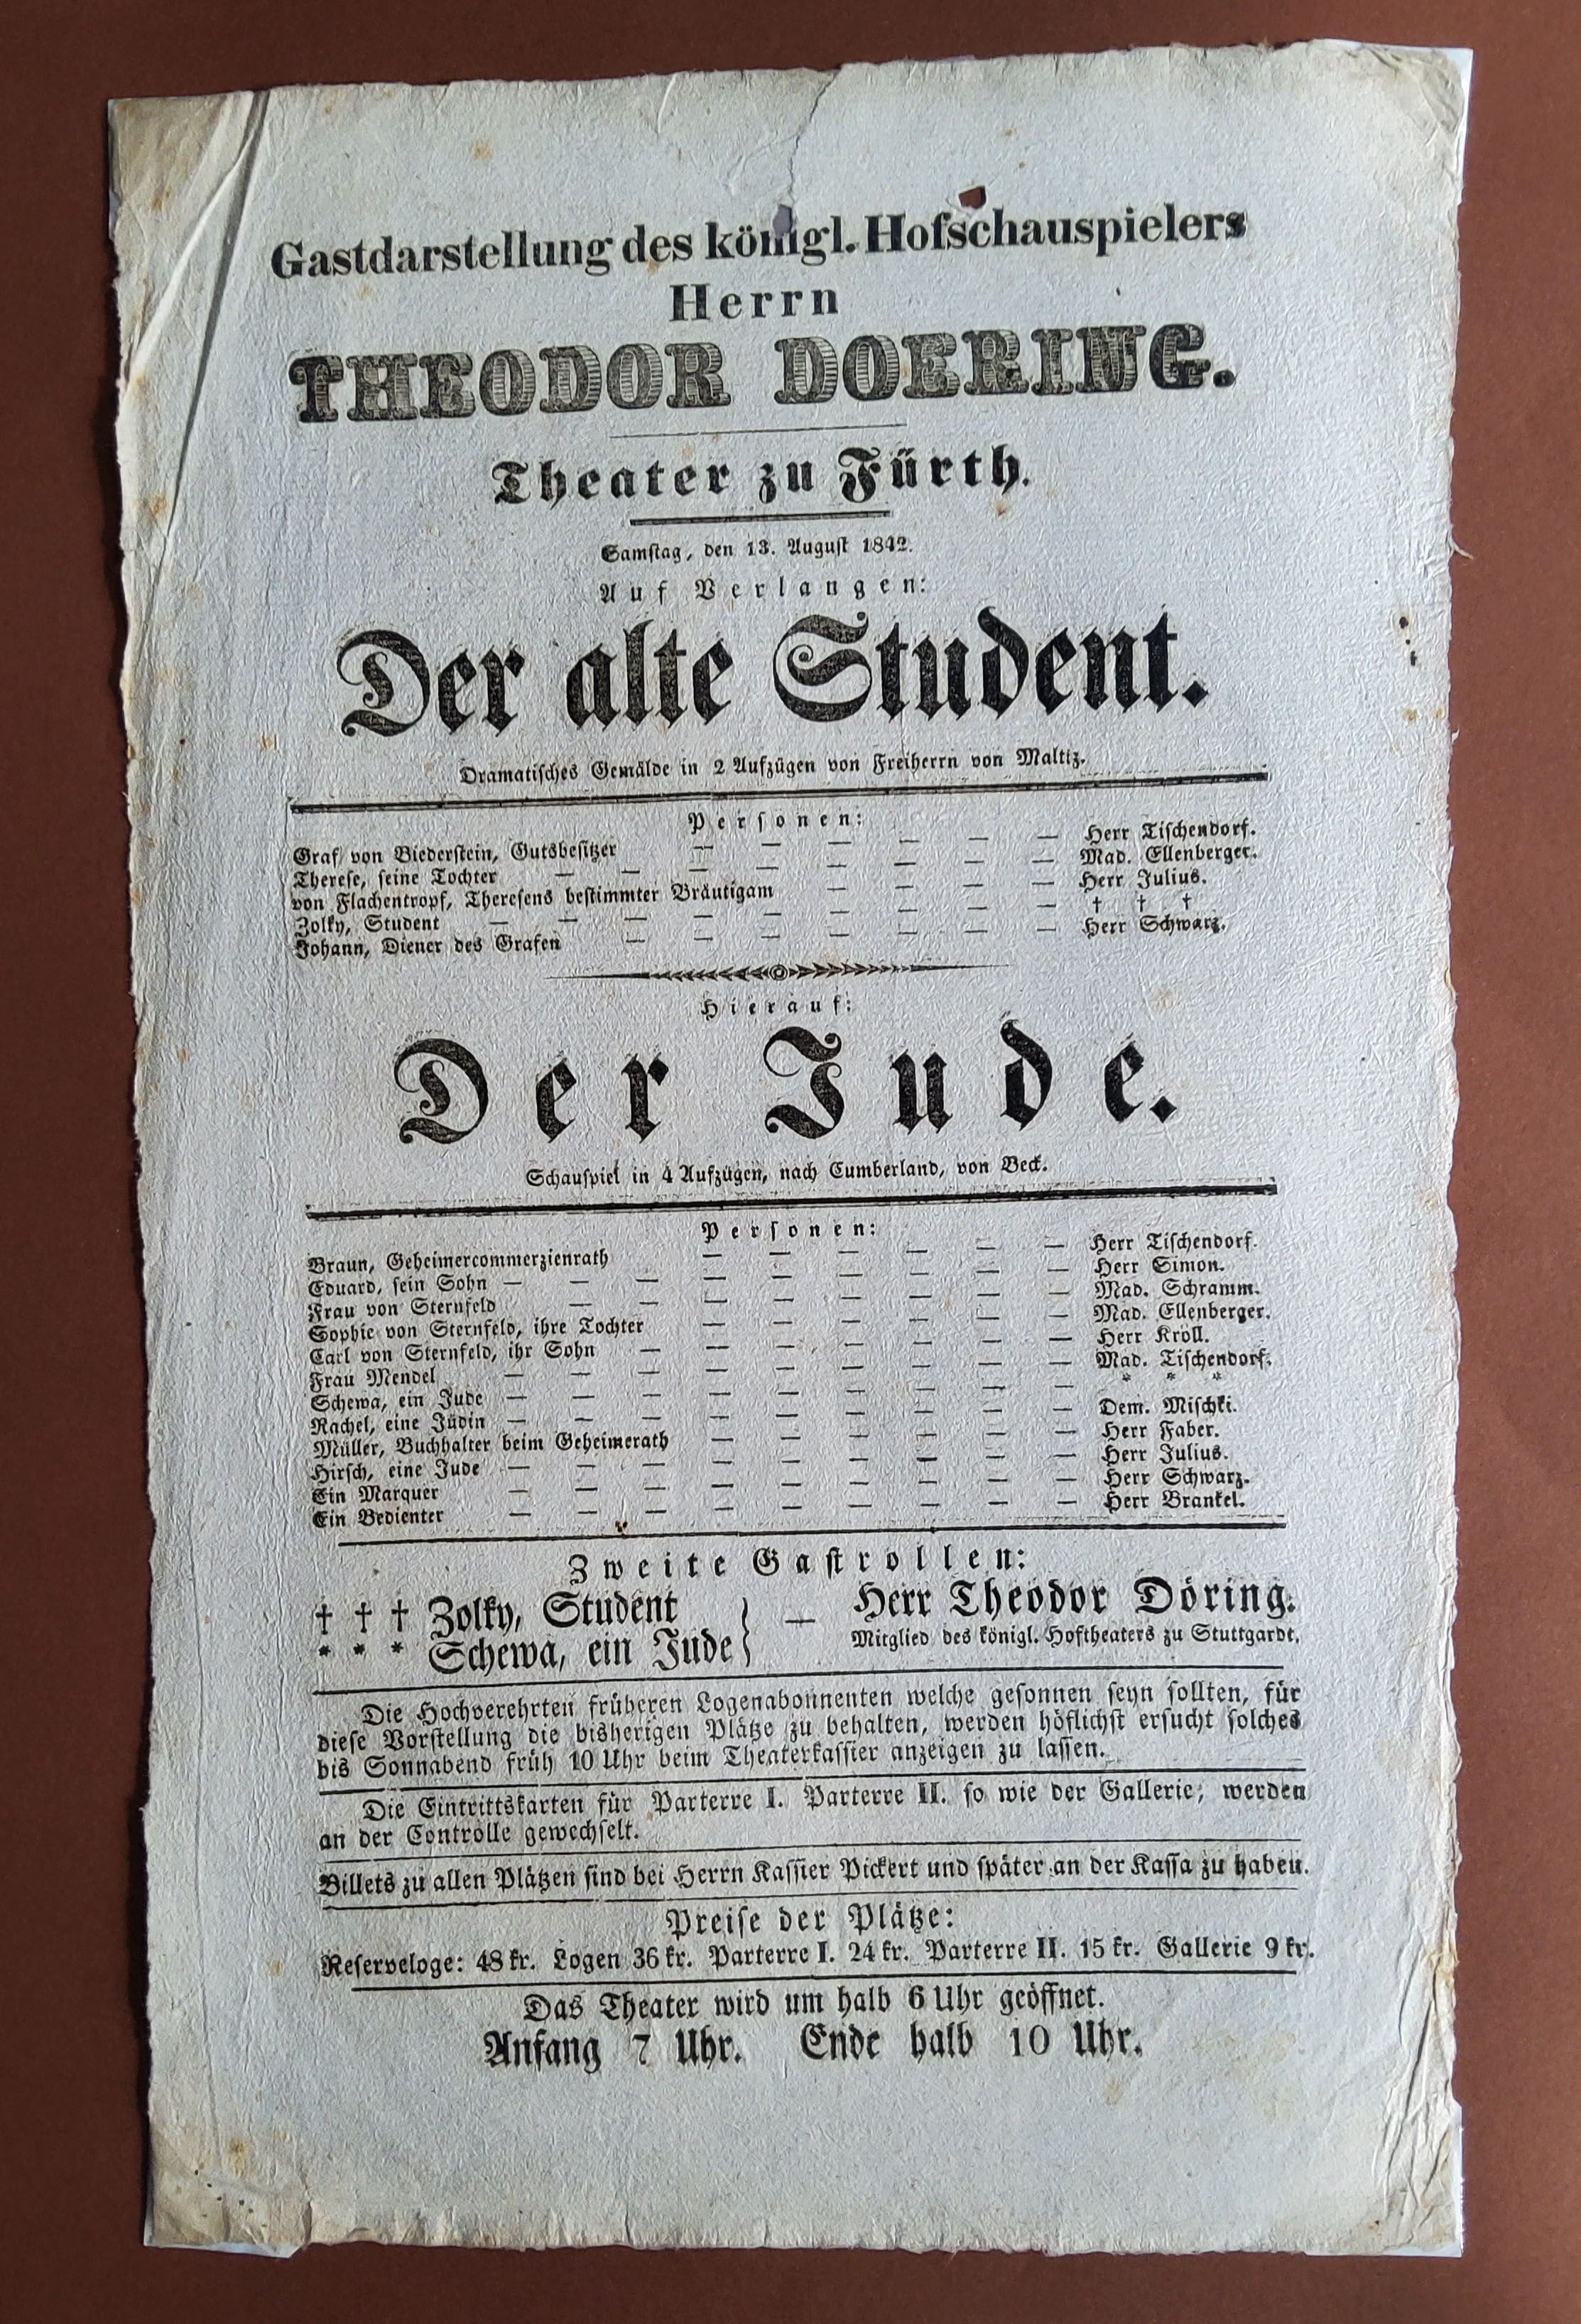 Gastdarstellung des königl. Hofschauspielers
Herrn
THEODOR DOERING.
Theater zu Fürth.
Samstag, den 13. August 1842.
Auf Verlangen:
Der alte Student.
Dramatisches Gemälde in 2 Aufzügen von Freiherrn von Maltiz.
Personen:
Graf von Biederstein, Gutsbesitzer — — — — — — Herr Tischendorf.
Therese, seine Tochter — — — — — — — — Mad. Ellenberger.
von Flachentropf, Theresens bestimmter Bräutigam — — — — Herr Julius.
Zolky, Student — — — — — — — — — † † †
Johann, Diener des Grafen — — — — — — — Herr Schwarz.
Hierauf:
Der Jude.
Schauspiel in 4 Aufzügen, nach Cumberland, von Beck.
Personen:
Braun, Geheimercommerzienrath — — — — — — Herr Tischendorf.
Eduard, sein Sohn — — — — — — — — — Herr Simon.
Frau von Sternfeld — — — — — — — — Mad. Schramm.
Sophie von Sternfeld, ihre Tochter — — — — — — Mad. Ellenberger.
Carl von Sternfeld, ihr Sohn — — — — — — — Herr Kröll.
Frau Mendel — — — — — — — — — Mad. Tischendorf.
Schewa, ein Jude — — — — — — — — — * * *
Rachel, eine Jüdin — — — — — — — — — Dem. Mischki.
Müller, Buchhalter beim Geheimerath — — — — — — Herr Faber.
Hirsch, eine Jude — — — — — — — — — Herr Julius.
Ein Marquer — — — — — — — — — Herr Schwarz.
Ein Bedienter — — — — — — — — — Herr Brankel.
Zweite Gastrollen:
† † † Zolky, Student } — Herr Theodor Döring.
* * * Schewa, ein Jude } Mitglied des königl. Hoftheaters zu Stuttgardt.
Die Hochverehrten früheren Logenabonnenten welche gesonnen seyn sollten, für
diese Vorstellung die bisherigen Plätze zu behalten, werden höflichst ersucht solches
bis Sonnabend früh 10 Uhr beim Theaterkassier anzeigen zu lassen.
Die Eintrittskarten für Parterre I. Parterre II. so wie der Gallerie, werden
an der Controlle gewechselt.
Billets zu allen Plätzen sind bei Herrn Kassier Pickert und später an der Kassa zu haben.
Preise der Plätze:
Reserveloge: 48 kr. Logen 36 kr. Parterre I. 24 kr. Parterre II. 15 kr. Gallerie 9 kr.
Das Theater wird um halb 6 Uhr geöffnet.
Anfang 7 Uhr. Ende halb 10 Uhr.